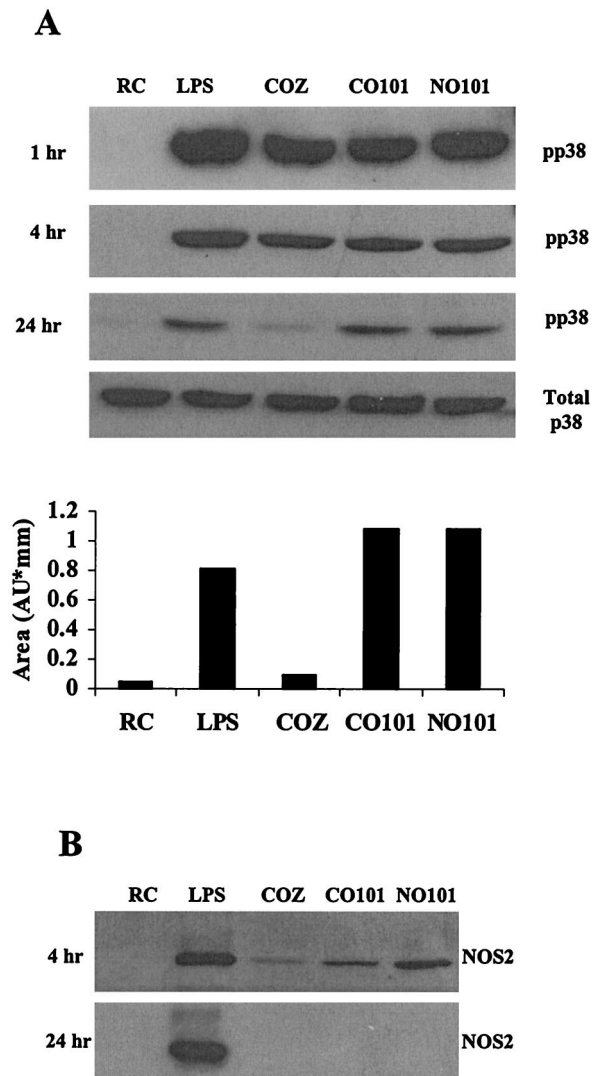 A
RC LPS COZ CO101 NO101
1 hr pp38
4 hr pp38
24 hr pp38
Total
p38
1.2
1
0.8
0.6
0.4
0.2
0
Area (AU*mm)
RC LPS COZ CO101 NO101
B
RC LPS COZ CO101 NO101
4 hr NOS2
24 hr NOS2